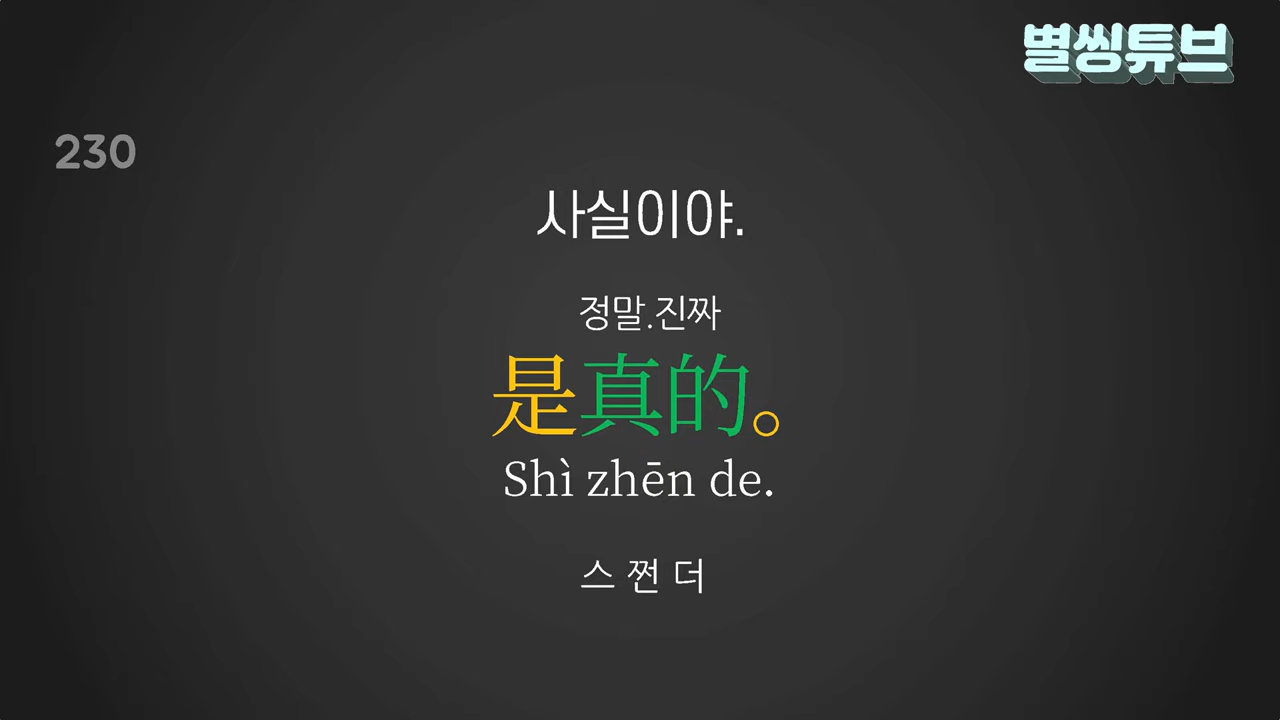 별씽튜브
230
사실이야.
정말.진짜
是真的。
Shì zhēn de.
스 쩐 더